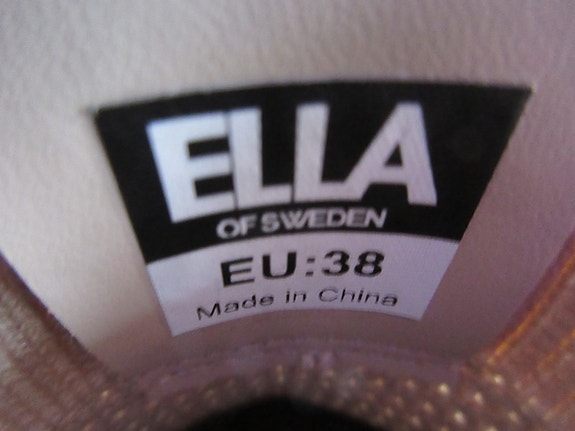 ELLA
OF SWEDEN
EU:38
Made in China